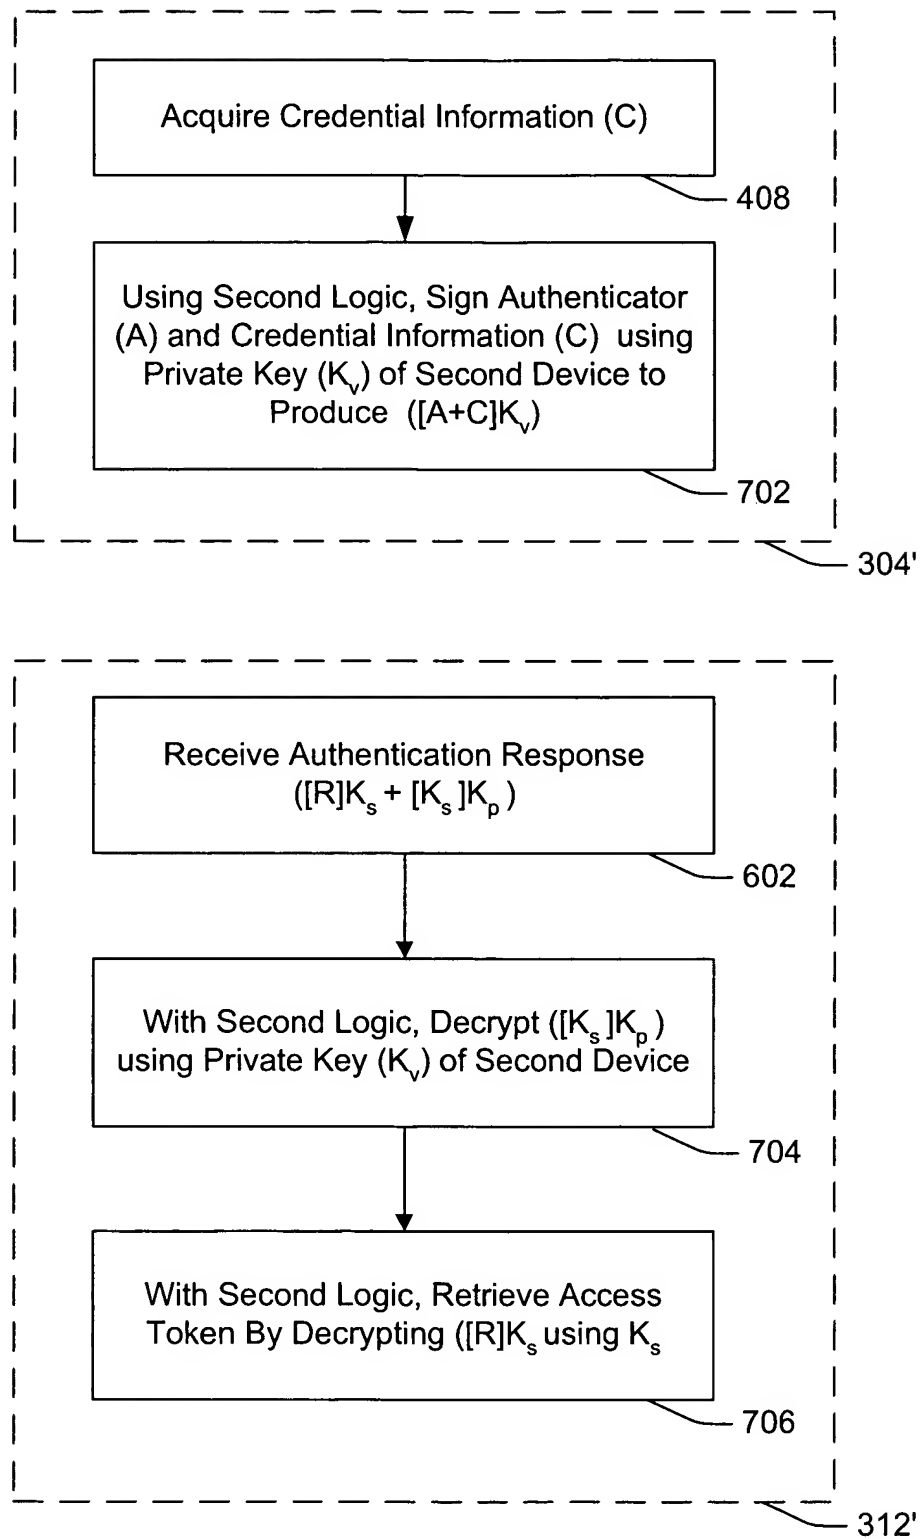 Acquire Credential Information (C)
408
Using Second Logic, Sign Authenticator
(A) and Credential Information (C) using
Private Key (Kv) of Second Device to
Produce ([A+C]Kv)
702
304'
Receive Authentication Response
([R]Ks + [Ks]Kp)
602
With Second Logic, Decrypt ([Ks]Kp)
using Private Key (Kv) of Second Device
704
With Second Logic, Retrieve Access
Token By Decrypting ([R]Ks using Ks
706
312'